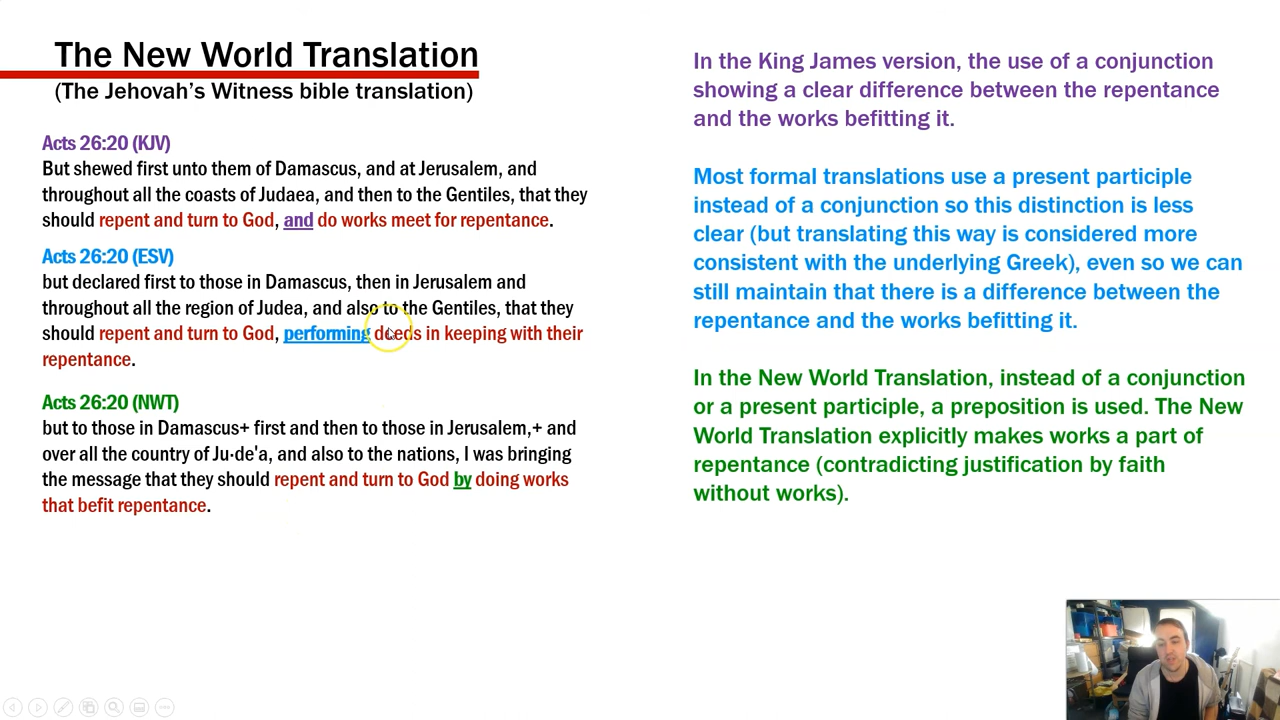 The New World Translation
(The Jehovah's Witness bible translation)
Acts 26:20 (KJV)
But shewed first unto them of Damascus, and at Jerusalem, and
throughout all the coasts of Judaea, and then to the Gentiles, that they
should repent and turn to God, and do works meet for repentance.
Acts 26:20 (ESV)
but declared first to those in Damascus, then in Jerusalem and
throughout all the region of Judea, and also to the Gentiles, that they
should repent and turn to God, performing deeds in keeping with their
repentance.
Acts 26:20 (NWT)
but to those in Damascus+ first and then to those in Jerusalem,+ and
over all the country of Ju·de'a, and also to the nations, I was bringing
the message that they should repent and turn to God by doing works
that befit repentance.
In the King James version, the use of a conjunction
showing a clear difference between the repentance
and the works befitting it.
Most formal translations use a present participle
instead of a conjunction so this distinction is less
clear (but translating this way is considered more
consistent with the underlying Greek), even so we can
still maintain that there is a difference between the
repentance and the works befitting it.
In the New World Translation, instead of a conjunction
or a present participle, a preposition is used. The New
World Translation explicitly makes works a part of
repentance (contradicting justification by faith
without works).